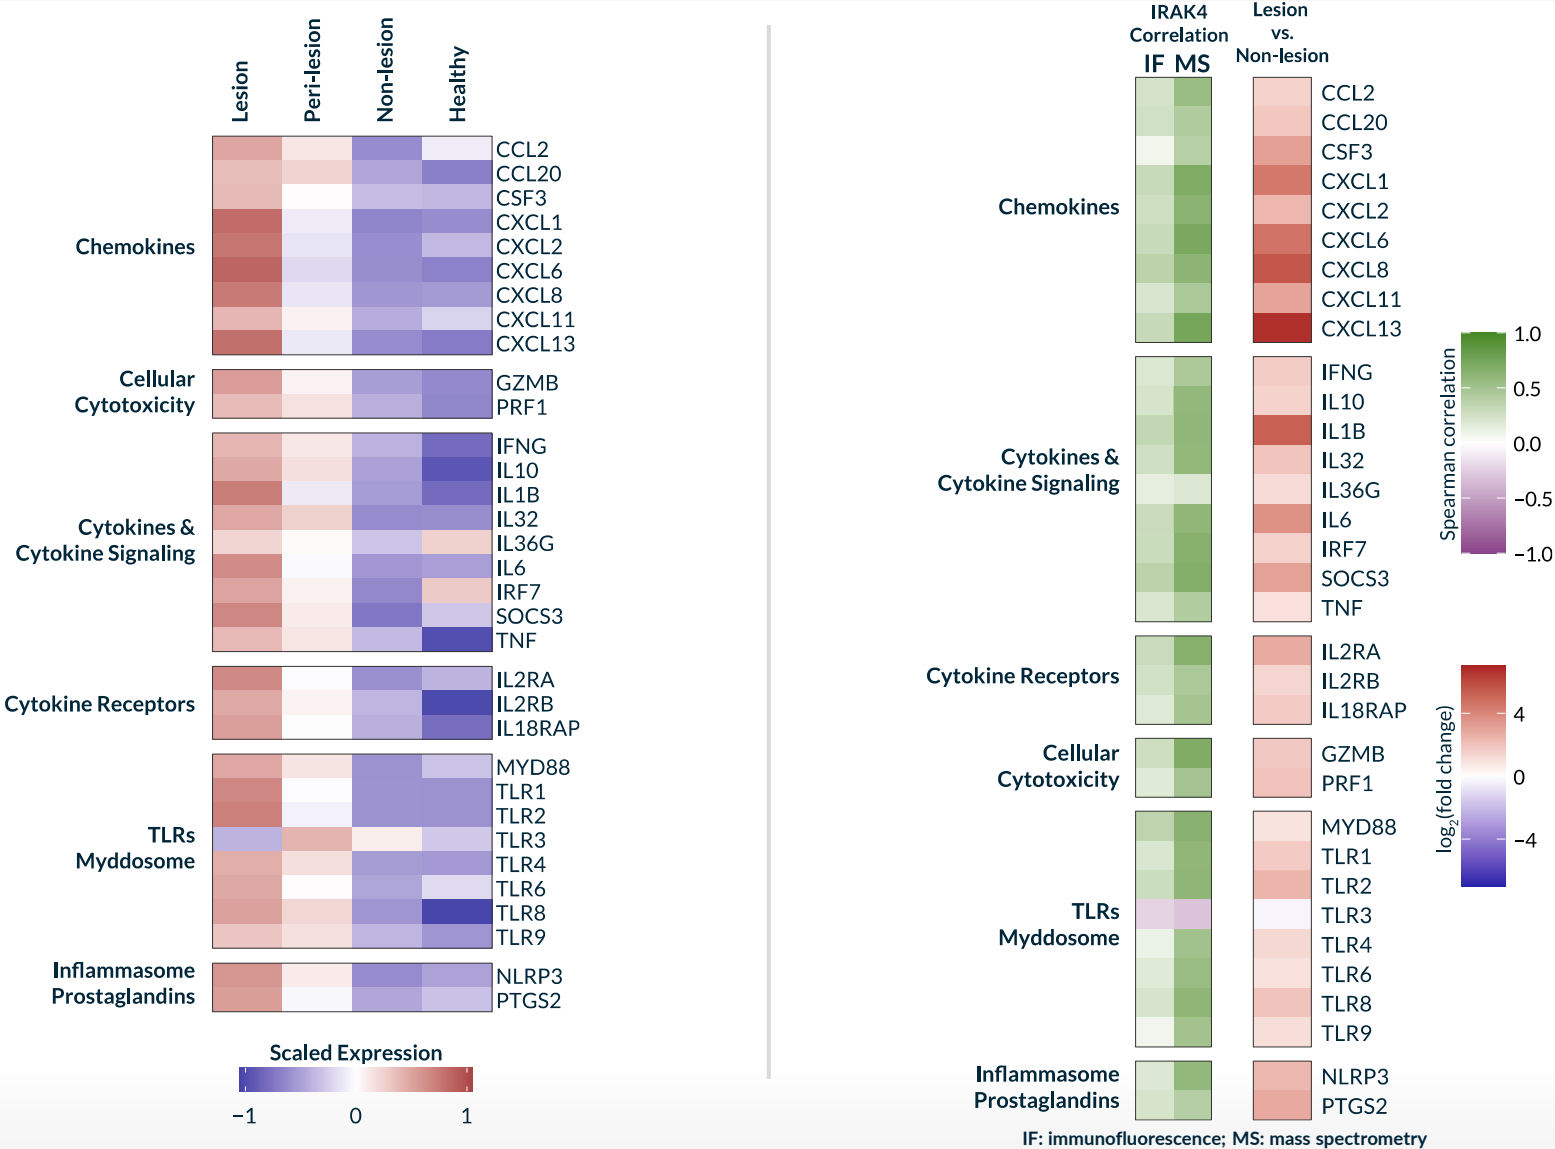 Lesion
Peri-lesion
Non-lesion
Healthy
Chemokines
CCL2
CCL20
CSF3
CXCL1
CXCL2
CXCL6
CXCL8
CXCL11
CXCL13
Cellular
Cytotoxicity
GZMB
PRF1
Cytokines &
Cytokine Signaling
IFNG
IL10
IL1B
IL32
IL36G
IL6
IRF7
SOCS3
TNF
Cytokine Receptors
IL2RA
IL2RB
IL18RAP
TLRs
Myddosome
MYD88
TLR1
TLR2
TLR3
TLR4
TLR6
TLR8
TLR9
Inflammasome
Prostaglandins
NLRP3
PTGS2
Scaled Expression
−1 0 1
IRAK4
Correlation
IF MS
Lesion
vs.
Non-lesion
Chemokines
CCL2
CCL20
CSF3
CXCL1
CXCL2
CXCL6
CXCL8
CXCL11
CXCL13
Cytokines &
Cytokine Signaling
IFNG
IL10
IL1B
IL32
IL36G
IL6
IRF7
SOCS3
TNF
Cytokine Receptors
IL2RA
IL2RB
IL18RAP
Cellular
Cytotoxicity
GZMB
PRF1
TLRs
Myddosome
MYD88
TLR1
TLR2
TLR3
TLR4
TLR6
TLR8
TLR9
Inflammasome
Prostaglandins
NLRP3
PTGS2
Spearman correlation
1.0
0.5
0.0
−0.5
−1.0
log₂(fold change)
4
0
−4
IF: immunofluorescence; MS: mass spectrometry